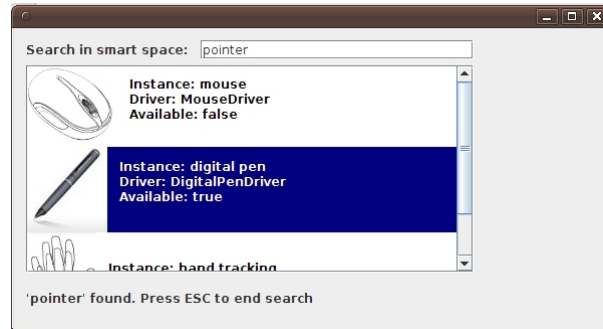 Search in smart space: pointer
Instance: mouse
Driver: MouseDriver
Available: false
Instance: digital pen
Driver: DigitalPenDriver
Available: true
Instance: hand tracking
'pointer' found. Press ESC to end search